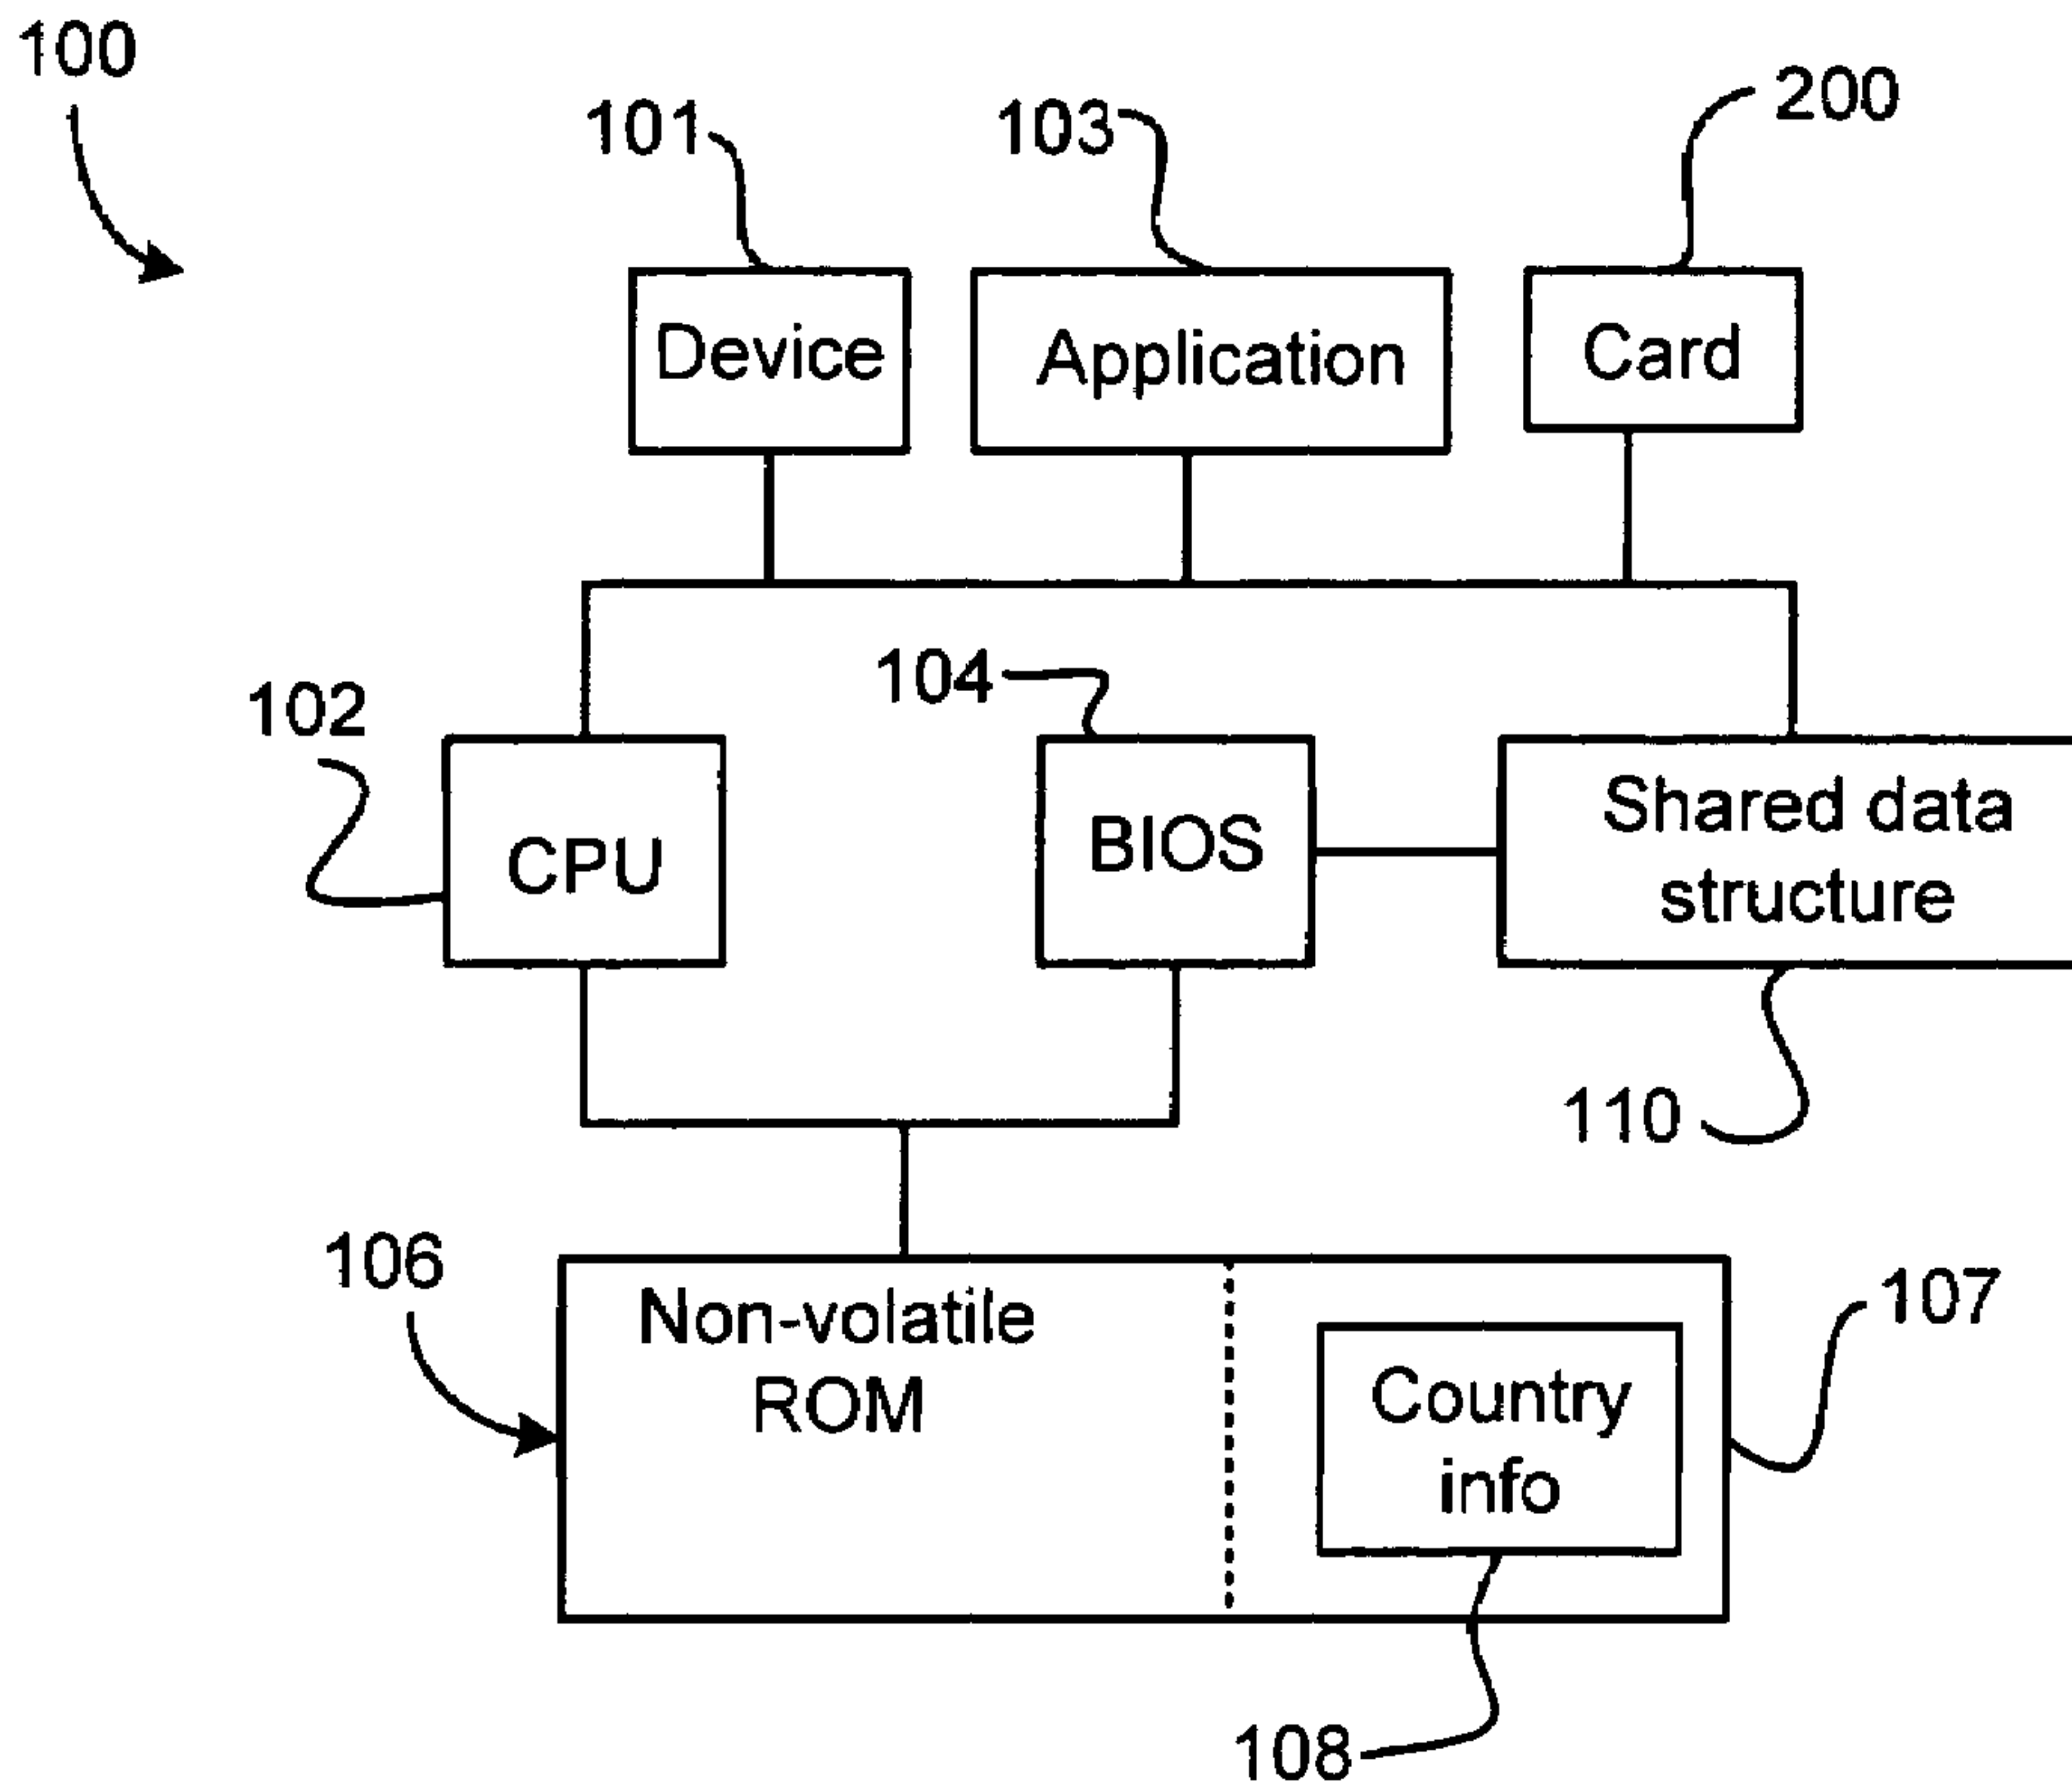 100
101
103
200
Device
Application
Card
102
104
CPU
BIOS
Shared data
structure
110
106
107
Non-volatile
ROM
Country
info
108